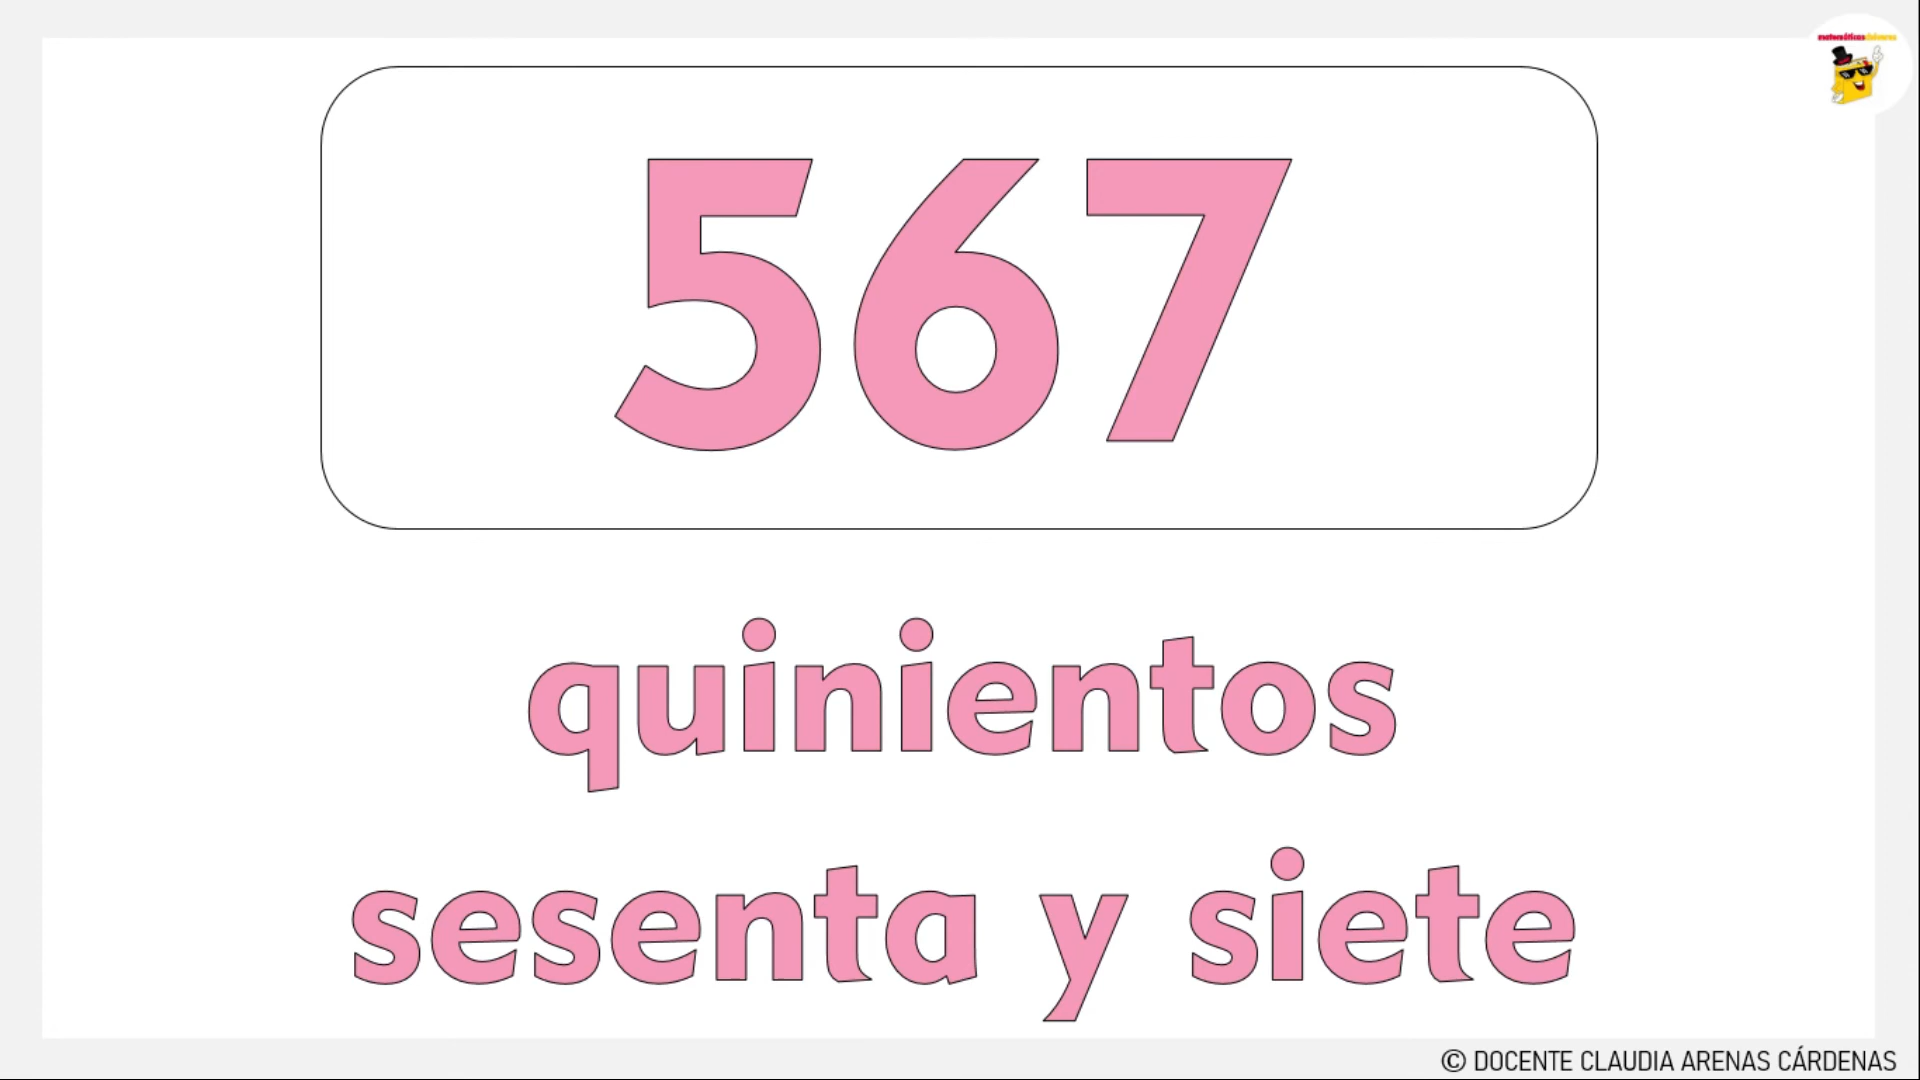 567
quinientos
sesenta y siete
© DOCENTE CLAUDIA ARENAS CÁRDENAS